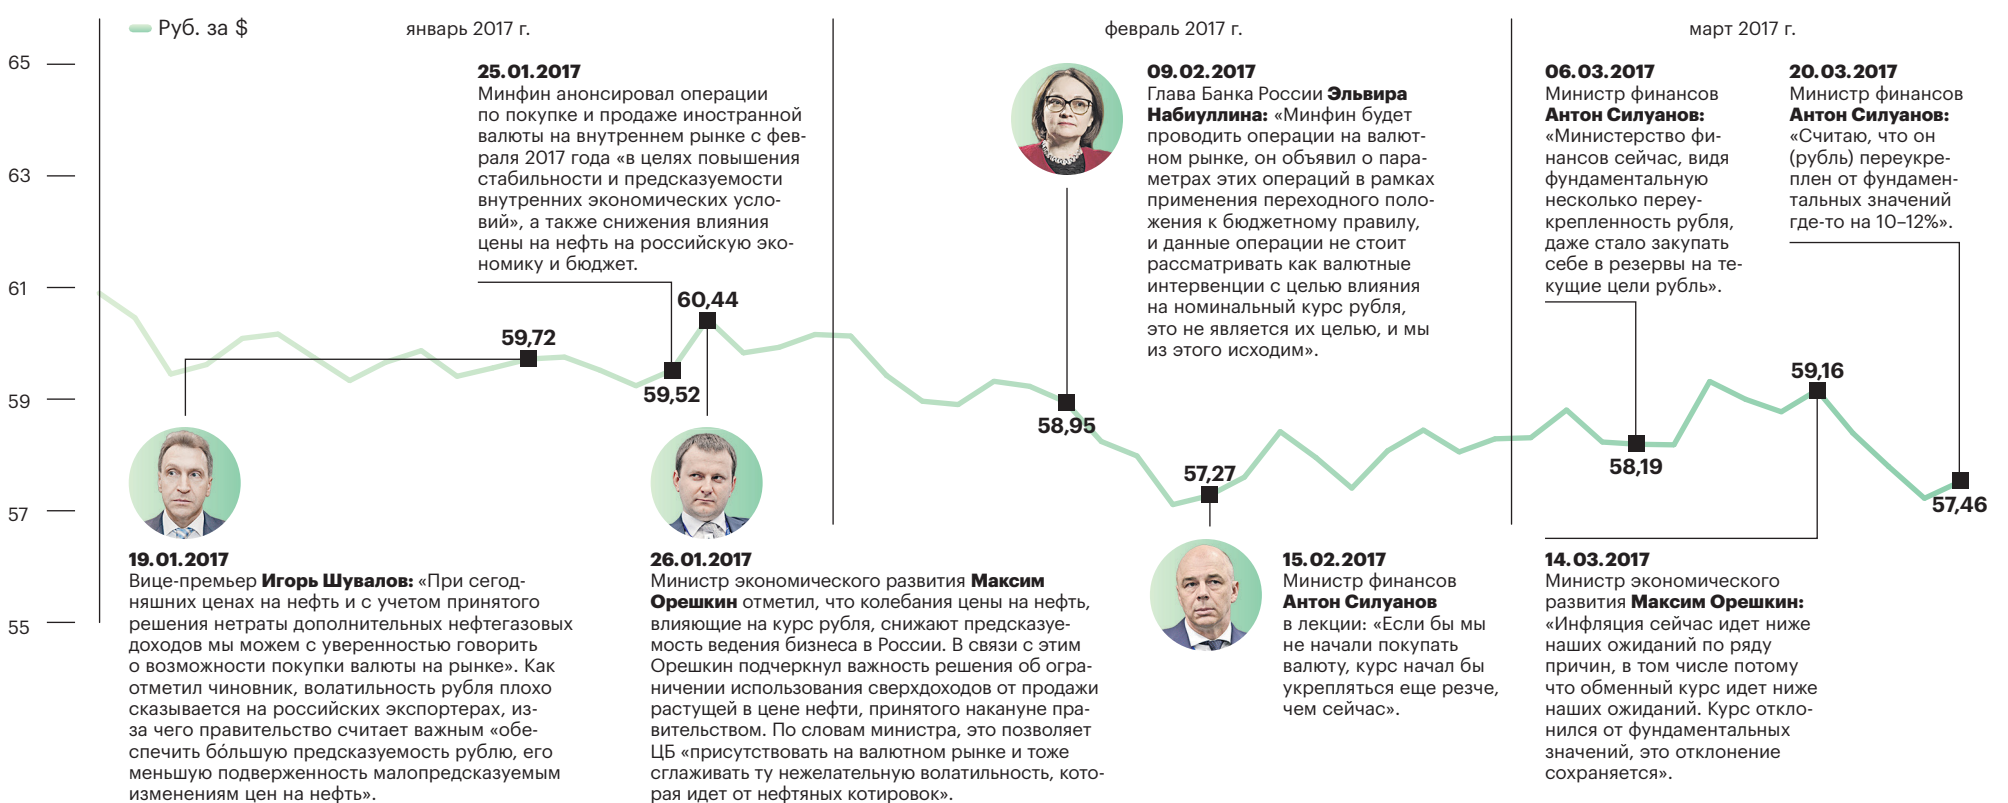 Руб. за $
январь 2017 г.
февраль 2017 г.
март 2017 г.
65
63
61
59
57
55
25.01.2017
Минфин анонсировал операции
по покупке и продаже иностранной
валюты на внутреннем рынке с фев-
раля 2017 года «в целях повышения
стабильности и предсказуемости
внутренних экономических усло-
вий», а также снижения влияния
цены на нефть на российскую эко-
номику и бюджет.
09.02.2017
Глава Банка России Эльвира
Набиуллина: «Минфин будет
проводить операции на валют-
ном рынке, он объявил о пара-
метрах этих операций в рамках
применения переходного поло-
жения к бюджетному правилу,
и данные операции не стоит
рассматривать как валютные
интервенции с целью влияния
на номинальный курс рубля,
это не является их целью, и мы
из этого исходим».
06.03.2017
Министр финансов
Антон Силуанов:
«Министерство фи-
нансов сейчас, видя
фундаментальную
несколько переу-
крепленность рубля,
даже стало закупать
себе в резервы на те-
кущие цели рубль».
20.03.2017
Министр финансов
Антон Силуанов:
«Считаю, что он
(рубль) переукре-
плен от фундамен-
тальных значений
где-то на 10–12%».
59,72
59,52
60,44
58,95
57,27
58,19
59,16
57,46
19.01.2017
Вице-премьер Игорь Шувалов: «При сегод-
няшних ценах на нефть и с учетом принятого
решения нетраты дополнительных нефтегазовых
доходов мы можем с уверенностью говорить
о возможности покупки валюты на рынке». Как
отметил чиновник, волатильность рубля плохо
сказывается на российских экспортерах, из-
за чего правительство считает важным «обе-
спечить бо́льшую предсказуемость рублю, его
меньшую подверженность малопредсказуемым
изменениям цен на нефть».
26.01.2017
Министр экономического развития Максим
Орешкин отметил, что колебания цены на нефть,
влияющие на курс рубля, снижают предсказуе-
мость ведения бизнеса в России. В связи с этим
Орешкин подчеркнул важность решения об огра-
ничении использования сверхдоходов от продажи
растущей в цене нефти, принятого накануне пра-
вительством. По словам министра, это позволяет
ЦБ «присутствовать на валютном рынке и тоже
сглаживать ту нежелательную волатильность, кото-
рая идет от нефтяных котировок».
15.02.2017
Министр финансов
Антон Силуанов
в лекции: «Если бы мы
не начали покупать
валюту, курс начал бы
укрепляться еще резче,
чем сейчас».
14.03.2017
Министр экономического
развития Максим Орешкин:
«Инфляция сейчас идет ниже
наших ожиданий по ряду
причин, в том числе потому
что обменный курс идет ниже
наших ожиданий. Курс откло-
нился от фундаментальных
значений, это отклонение
сохраняется».